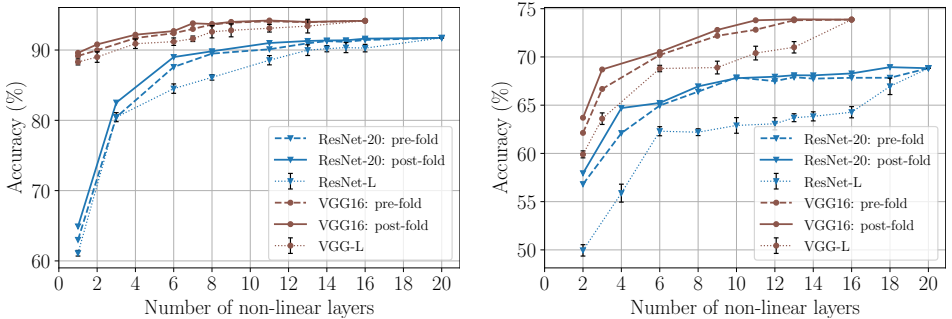 90
80
70
60
Accuracy (%)
0 2 4 6 8 10 12 14 16 18 20
Number of non-linear layers
ResNet-20: pre-fold
ResNet-20: post-fold
ResNet-L
VGG16: pre-fold
VGG16: post-fold
VGG-L
75
70
65
60
55
50
Accuracy (%)
0 2 4 6 8 10 12 14 16 18 20
Number of non-linear layers
ResNet-20: pre-fold
ResNet-20: post-fold
ResNet-L
VGG16: pre-fold
VGG16: post-fold
VGG-L